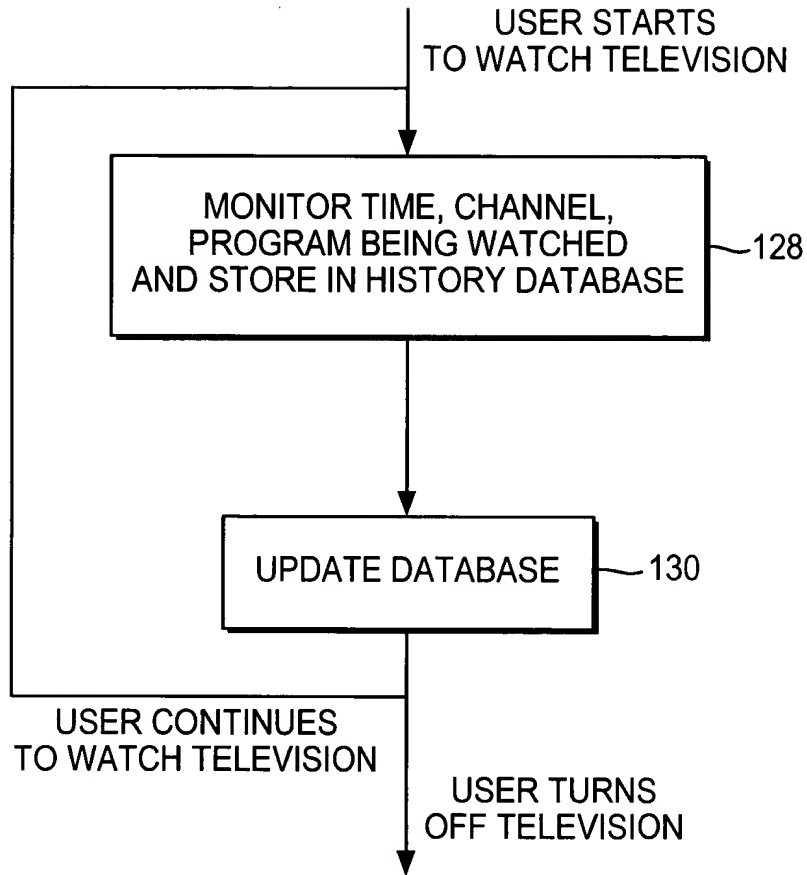 USER STARTS
TO WATCH TELEVISION
MONITOR TIME, CHANNEL,
PROGRAM BEING WATCHED
AND STORE IN HISTORY DATABASE
128
UPDATE DATABASE
130
USER CONTINUES
TO WATCH TELEVISION
USER TURNS
OFF TELEVISION